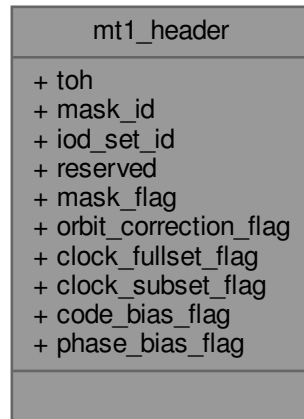 mt1_header
+ toh
+ mask_id
+ iod_set_id
+ reserved
+ mask_flag
+ orbit_correction_flag
+ clock_fullset_flag
+ clock_subset_flag
+ code_bias_flag
+ phase_bias_flag